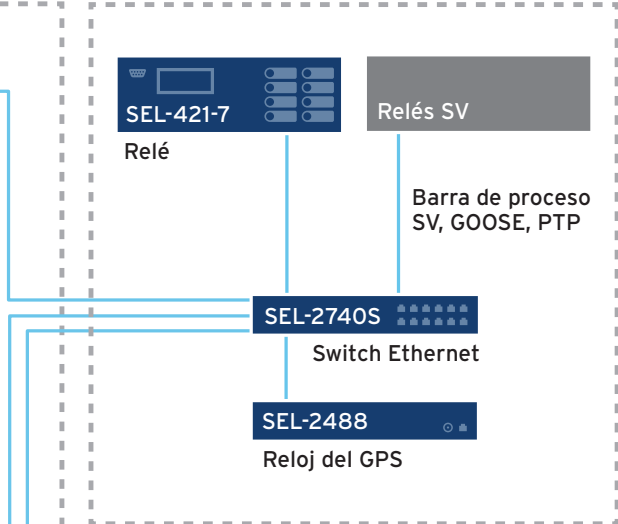 SEL-421-7
Relés SV
Relé
Barra de proceso
SV, GOOSE, PTP
SEL-2740S
Switch Ethernet
SEL-2488
Reloj del GPS